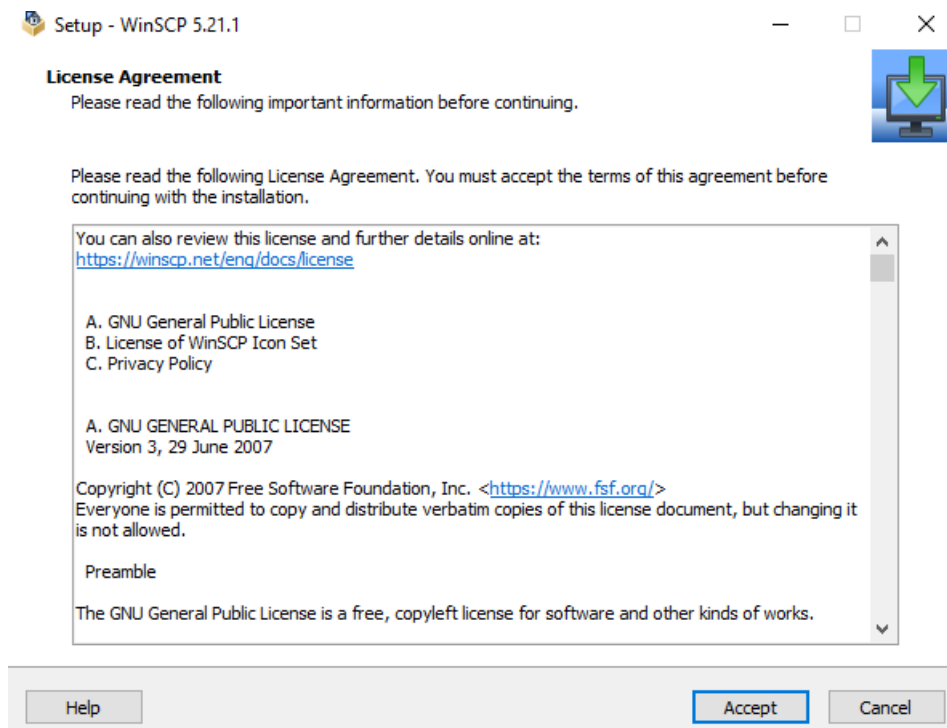 Setup - WinSCP 5.21.1
License Agreement
Please read the following important information before continuing.
Please read the following License Agreement. You must accept the terms of this agreement before
continuing with the installation.
You can also review this license and further details online at:
https://winscp.net/eng/docs/license
A. GNU General Public License
B. License of WinSCP Icon Set
C. Privacy Policy
A. GNU GENERAL PUBLIC LICENSE
Version 3, 29 June 2007
Copyright (C) 2007 Free Software Foundation, Inc. <https://www.fsf.org/>
Everyone is permitted to copy and distribute verbatim copies of this license document, but changing it
is not allowed.
Preamble
The GNU General Public License is a free, copyleft license for software and other kinds of works.
Help
Accept
Cancel